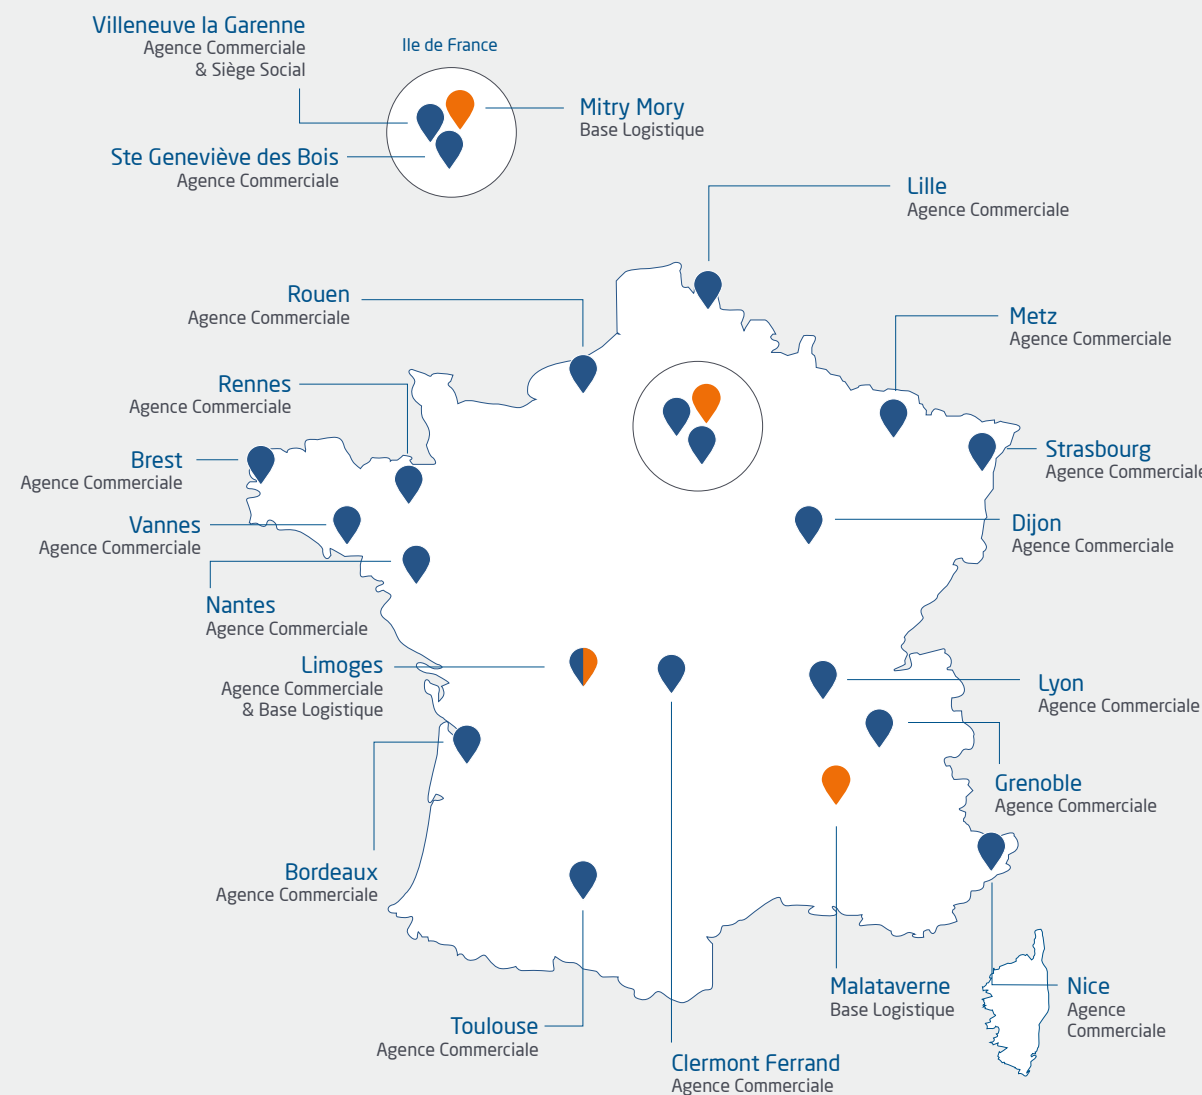 Villeneuve la Garenne
Agence Commerciale
& Siège Social
Ile de France
Mitry Mory
Base Logistique
Ste Geneviève des Bois
Agence Commerciale
Lille
Agence Commerciale
Rouen
Agence Commerciale
Metz
Agence Commerciale
Rennes
Agence Commerciale
Brest
Agence Commerciale
Strasbourg
Agence Commerciale
Vannes
Agence Commerciale
Dijon
Agence Commerciale
Nantes
Agence Commerciale
Limoges
Agence Commerciale
& Base Logistique
Lyon
Agence Commerciale
Grenoble
Agence Commerciale
Bordeaux
Agence Commerciale
Malataverne
Base Logistique
Nice
Agence
Commerciale
Toulouse
Agence Commerciale
Clermont Ferrand
Agence Commerciale